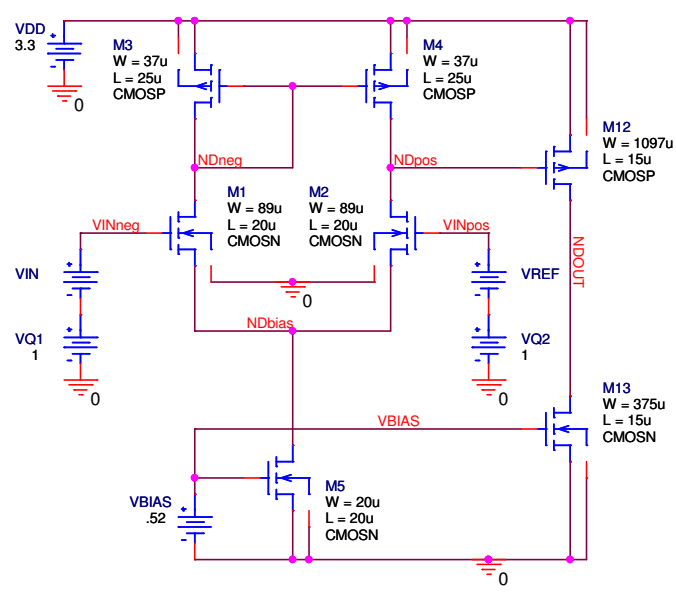 VDD
3.3
0
M3
W = 37u
L = 25u
CMOSP
M4
W = 37u
L = 25u
CMOSP
M12
W = 1097u
L = 15u
CMOSP
NDneg
NDpos
M1
W = 89u
L = 20u
CMOSN
M2
W = 89u
L = 20u
CMOSN
VINneg
VINpos
VIN
VREF
NDOUT
0
NDbias
VQ1
1
VQ2
1
0
0
M13
W = 375u
L = 15u
CMOSN
VBIAS
M5
W = 20u
L = 20u
CMOSN
VBIAS
.52
0
+
-
+
-
+
-
+
-
+
-
+
-